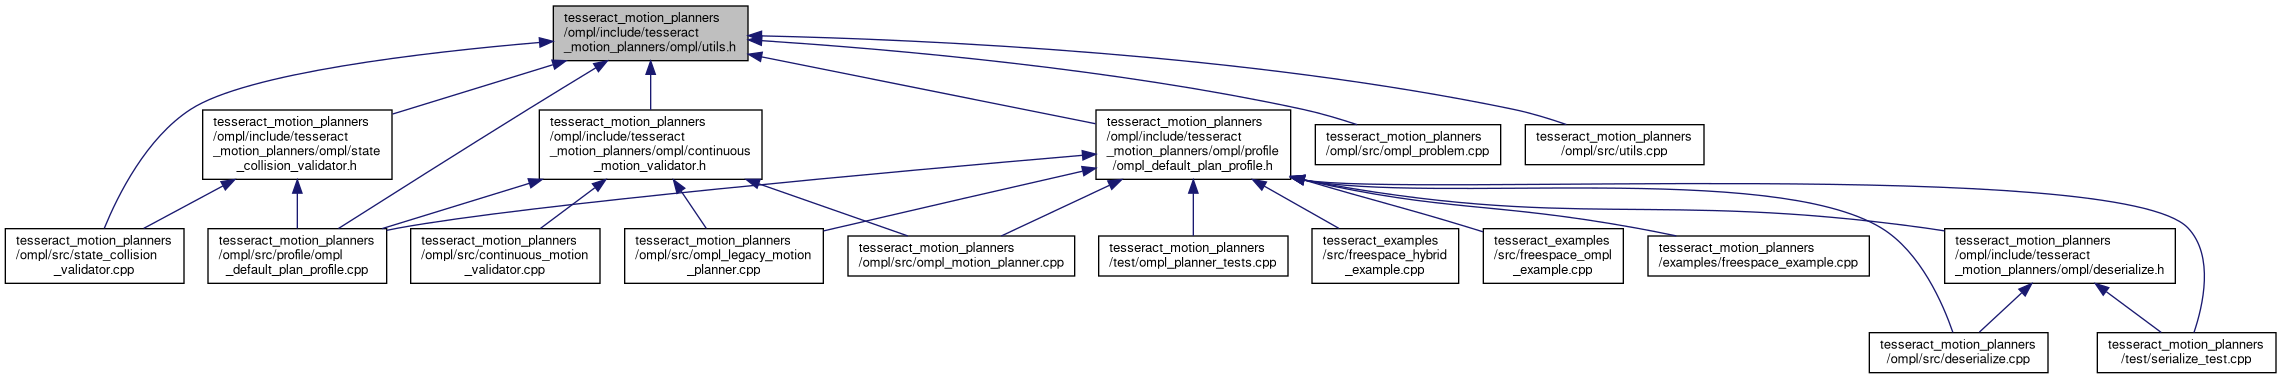 tesseract_motion_planners
/ompl/include/tesseract
_motion_planners/ompl/utils.h
tesseract_motion_planners
/ompl/include/tesseract
_motion_planners/ompl/state
_collision_validator.h
tesseract_motion_planners
/ompl/include/tesseract
_motion_planners/ompl/continuous
_motion_validator.h
tesseract_motion_planners
/ompl/include/tesseract
_motion_planners/ompl/profile
/ompl_default_plan_profile.h
tesseract_motion_planners
/ompl/src/ompl_problem.cpp
tesseract_motion_planners
/ompl/src/utils.cpp
tesseract_motion_planners
/ompl/src/state_collision
_validator.cpp
tesseract_motion_planners
/ompl/src/profile/ompl
_default_plan_profile.cpp
tesseract_motion_planners
/ompl/src/continuous_motion
_validator.cpp
tesseract_motion_planners
/ompl/src/ompl_legacy_motion
_planner.cpp
tesseract_motion_planners
/ompl/src/ompl_motion_planner.cpp
tesseract_motion_planners
/test/ompl_planner_tests.cpp
tesseract_examples
/src/freespace_hybrid
_example.cpp
tesseract_examples
/src/freespace_ompl
_example.cpp
tesseract_motion_planners
/examples/freespace_example.cpp
tesseract_motion_planners
/ompl/include/tesseract
_motion_planners/ompl/deserialize.h
tesseract_motion_planners
/ompl/src/deserialize.cpp
tesseract_motion_planners
/test/serialize_test.cpp